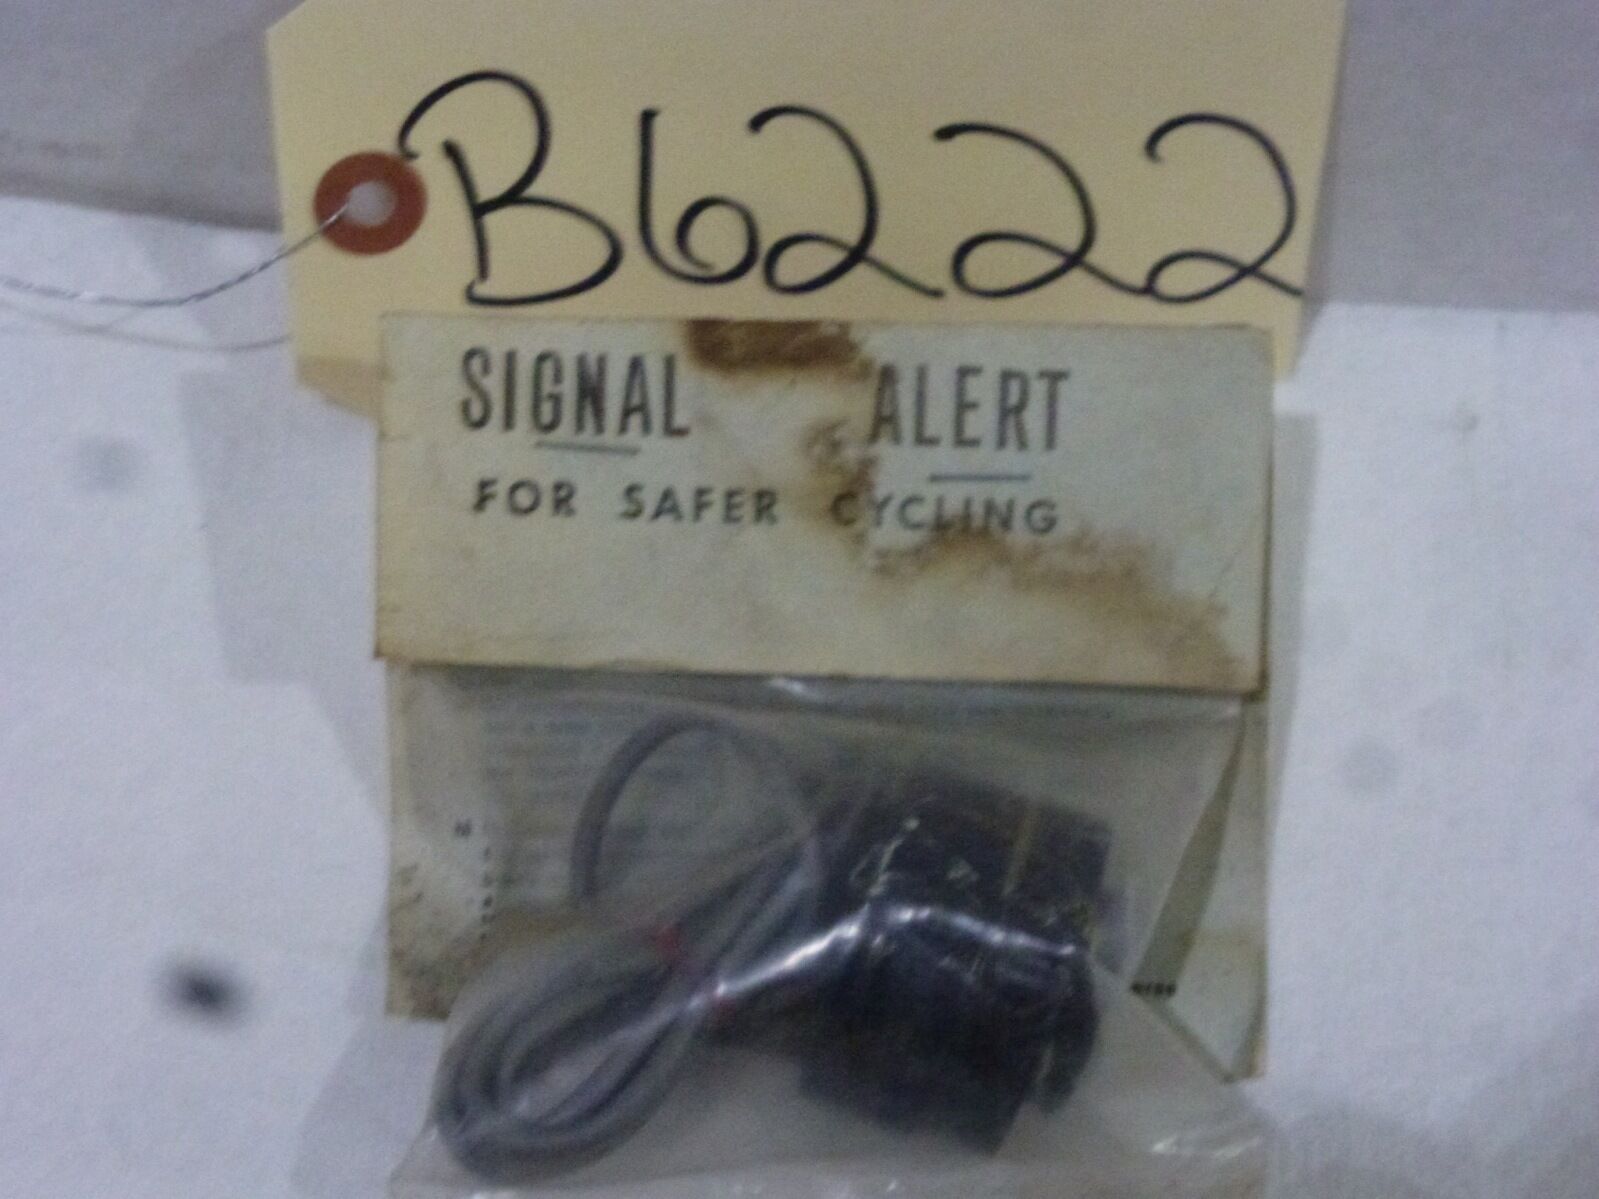 B6222
SIGNAL ALERT
FOR SAFER CYCLING